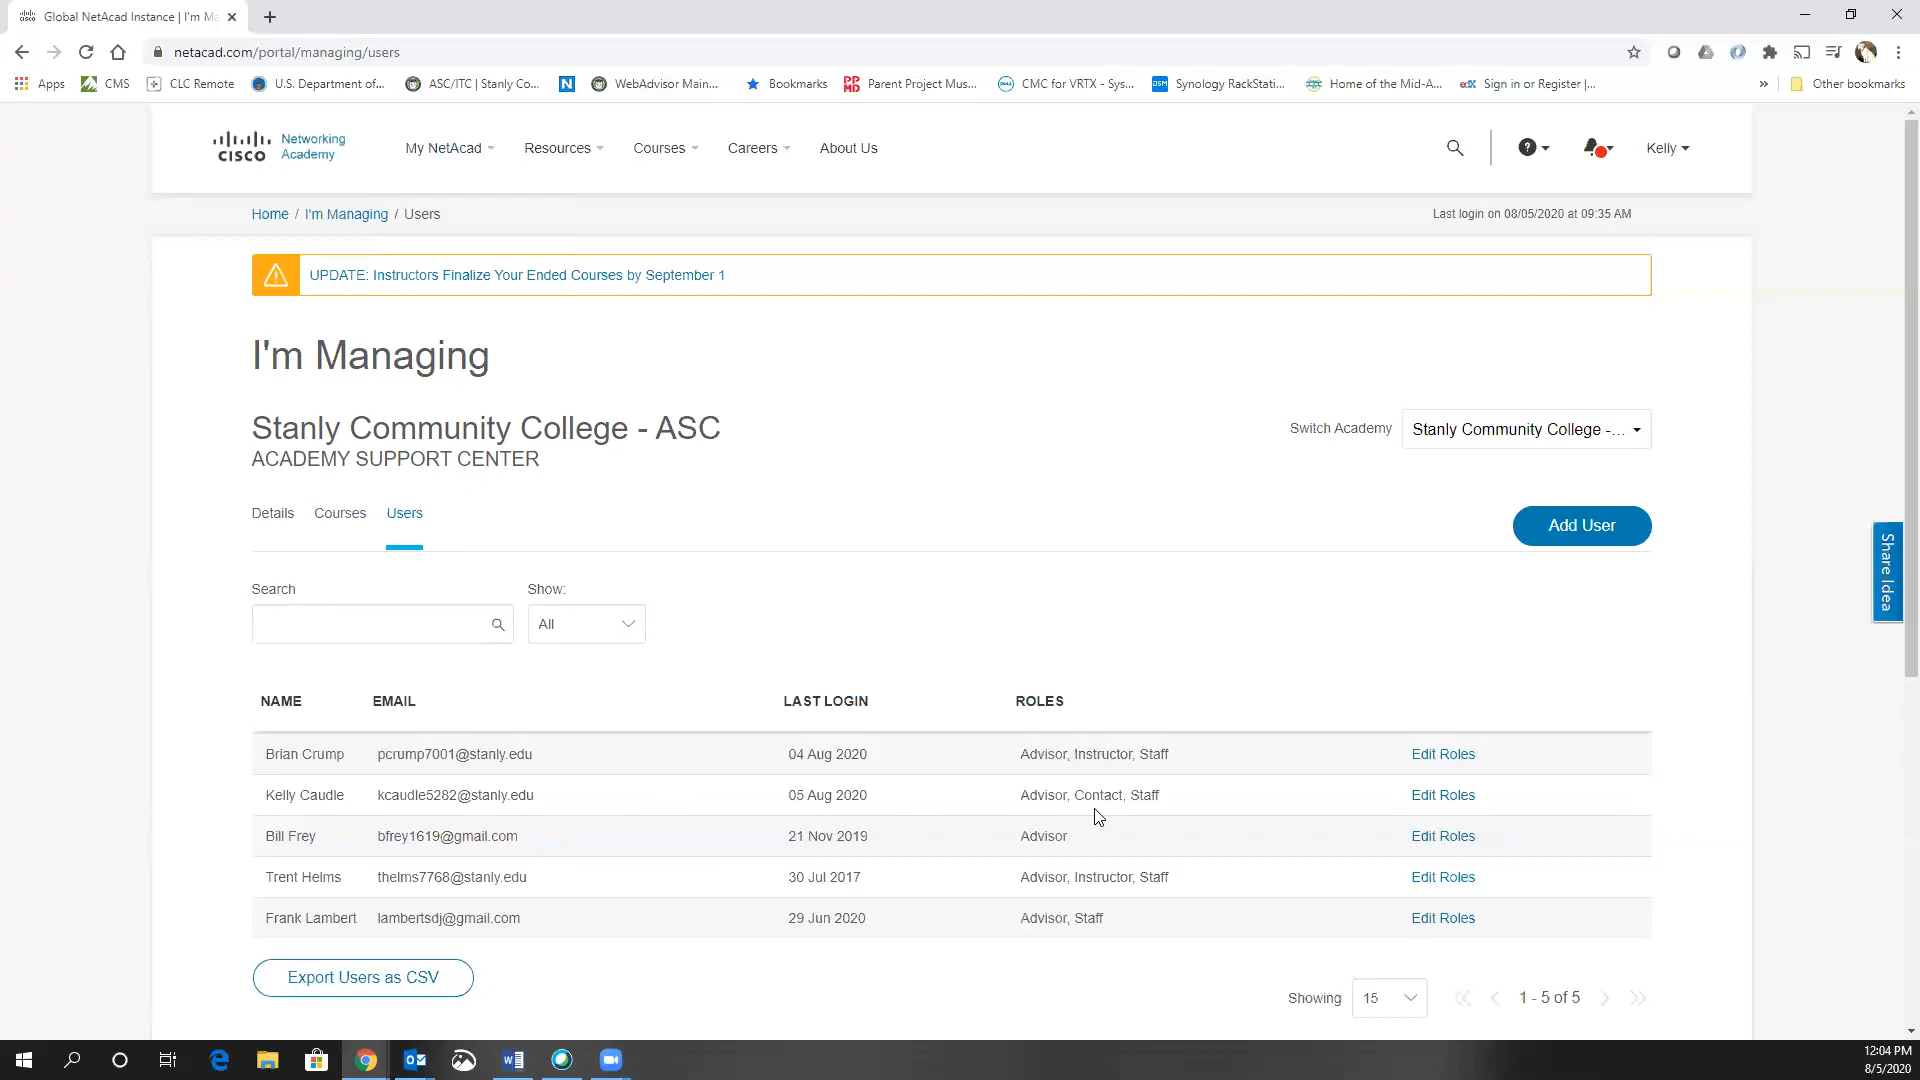 Global NetAcad Instance | I'm Ma
netacad.com/portal/managing/users
Apps CMS CLC Remote U.S. Department of... ASC/ITC | Stanly Co... N WebAdvisor Main... Bookmarks Parent Project Mus... CMC for VRTX - Sys... DSM Synology RackStati... Home of the Mid-A... edX Sign in or Register |... » Other bookmarks
CISCO Networking Academy
My NetAcad Resources Courses Careers About Us Kelly
Home / I'm Managing / Users
Last login on 08/05/2020 at 09:35 AM
UPDATE: Instructors Finalize Your Ended Courses by September 1
I'm Managing
Stanly Community College - ASC
Switch Academy Stanly Community College -...
ACADEMY SUPPORT CENTER
Details Courses Users
Add User
Share Idea
Search Show:
All
NAME EMAIL LAST LOGIN ROLES
Brian Crump pcrump7001@stanly.edu 04 Aug 2020 Advisor, Instructor, Staff Edit Roles
Kelly Caudle kcaudle5282@stanly.edu 05 Aug 2020 Advisor, Contact, Staff Edit Roles
Bill Frey bfrey1619@gmail.com 21 Nov 2019 Advisor Edit Roles
Trent Helms thelms7768@stanly.edu 30 Jul 2017 Advisor, Instructor, Staff Edit Roles
Frank Lambert lambertsdj@gmail.com 29 Jun 2020 Advisor, Staff Edit Roles
Export Users as CSV
Showing 15 1 - 5 of 5
12:04 PM
8/5/2020